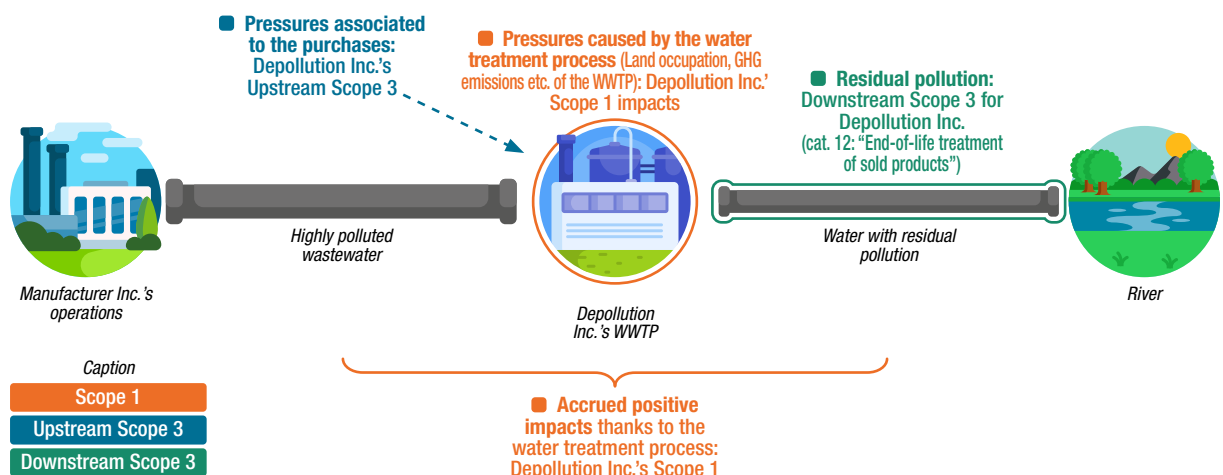 Pressures associated
to the purchases:
Depollution Inc.'s
Upstream Scope 3
Pressures caused by the water
treatment process (Land occupation, GHG
emissions etc. of the WWTP): Depollution Inc.'
Scope 1 impacts
Residual pollution:
Downstream Scope 3 for
Depollution Inc.
(cat. 12: “End-of-life treatment
of sold products”)
Highly polluted
wastewater
Water with residual
pollution
Manufacturer Inc.'s
operations
Depollution
Inc.'s WWTP
River
Caption
Scope 1
Upstream Scope 3
Downstream Scope 3
Accrued positive
impacts thanks to the
water treatment process:
Depollution Inc.'s Scope 1